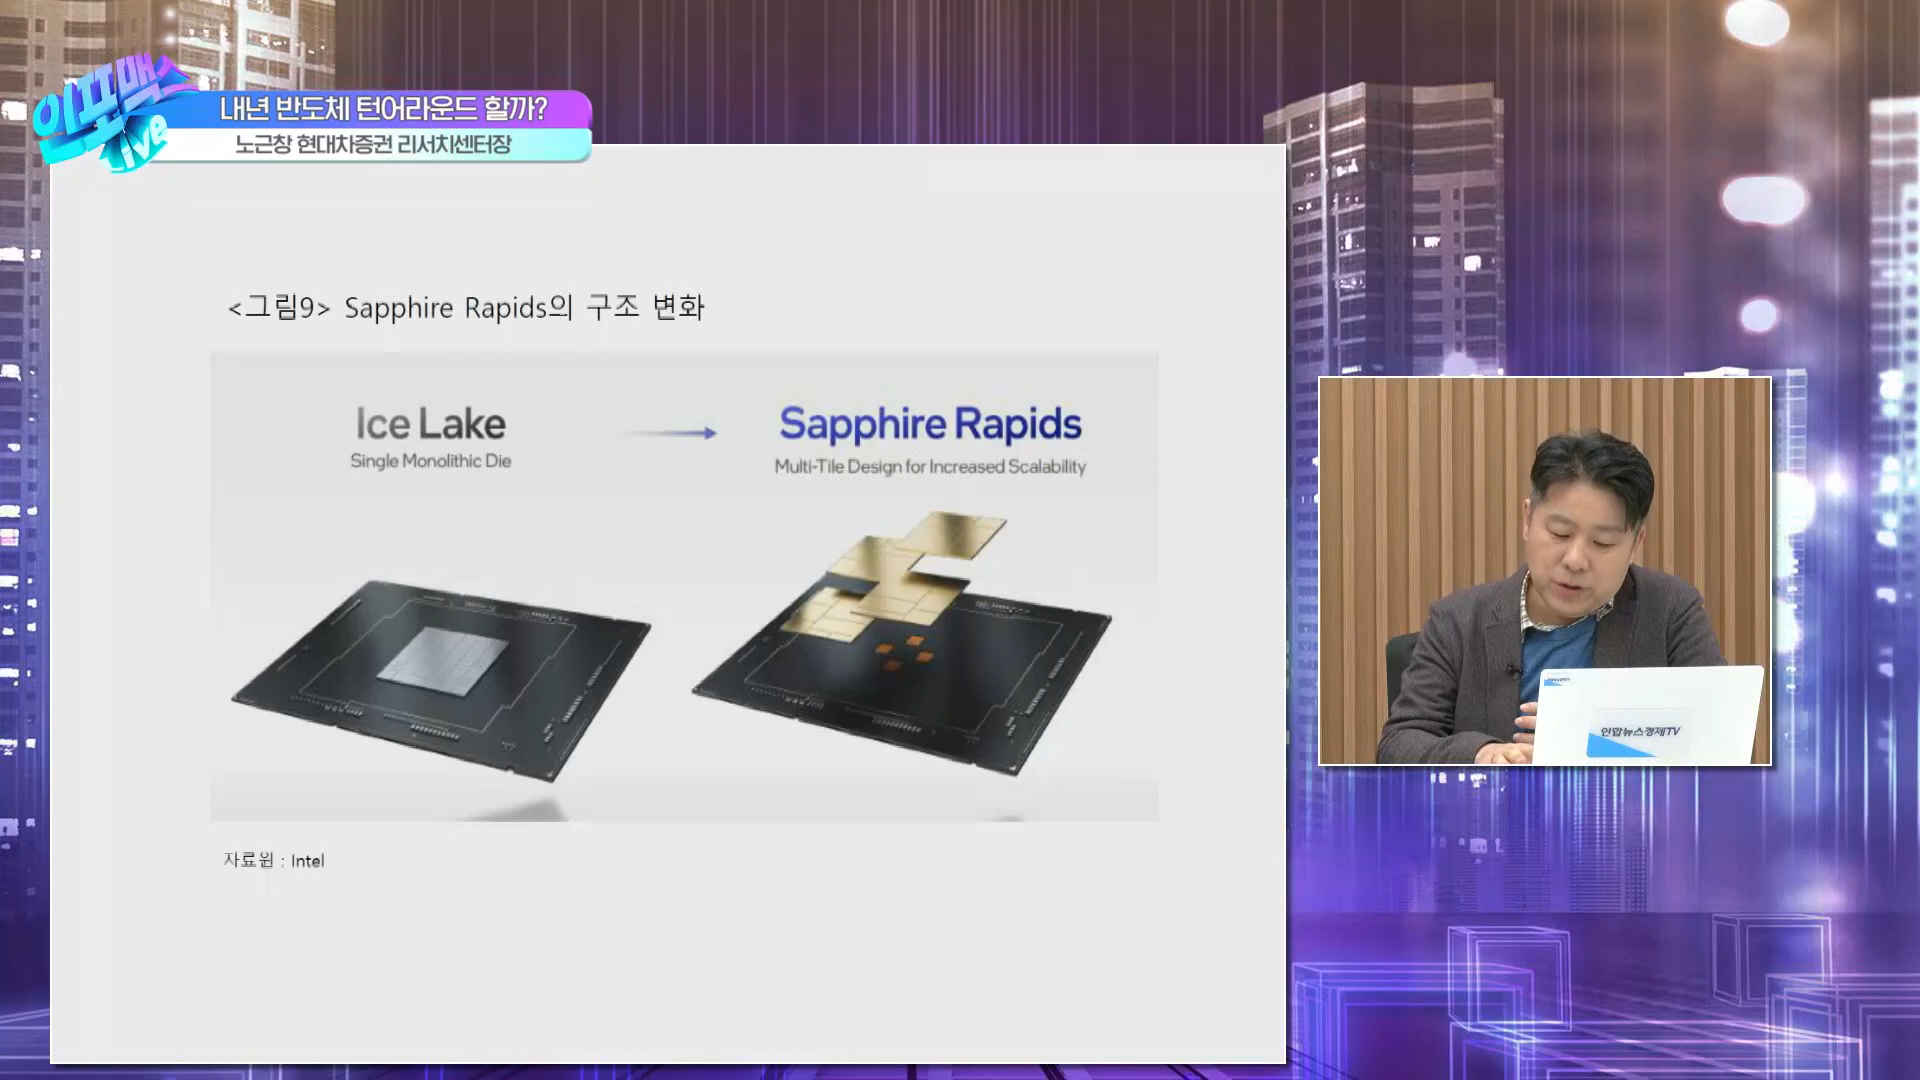 인포맥스
Live
내년 반도체 턴어라운드 할까?
노근창 현대차증권 리서치센터장
<그림9> Sapphire Rapids의 구조 변화
Ice Lake
Single Monolithic Die
Sapphire Rapids
Multi-Tile Design for Increased Scalability
자료원 : Intel
연합뉴스경제TV